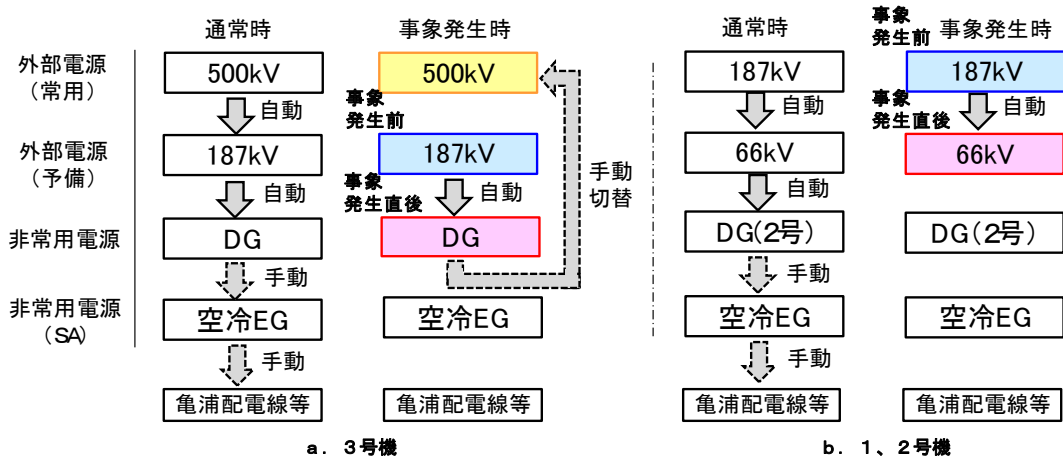 通常時
事象発生時
通常時
事象
発生前
事象発生時
外部電源
(常用)
500kV
500kV
187kV
187kV
自動
事象
発生前
自動
事象
発生直後
自動
外部電源
(予備)
187kV
187kV
手動
切替
66kV
66kV
自動
事象
発生直後
自動
自動
非常用電源
DG
DG
DG(2号)
DG(2号)
手動
手動
非常用電源
(SA)
空冷EG
空冷EG
空冷EG
空冷EG
手動
手動
亀浦配電線等
亀浦配電線等
亀浦配電線等
亀浦配電線等
a．３号機
b．１、２号機